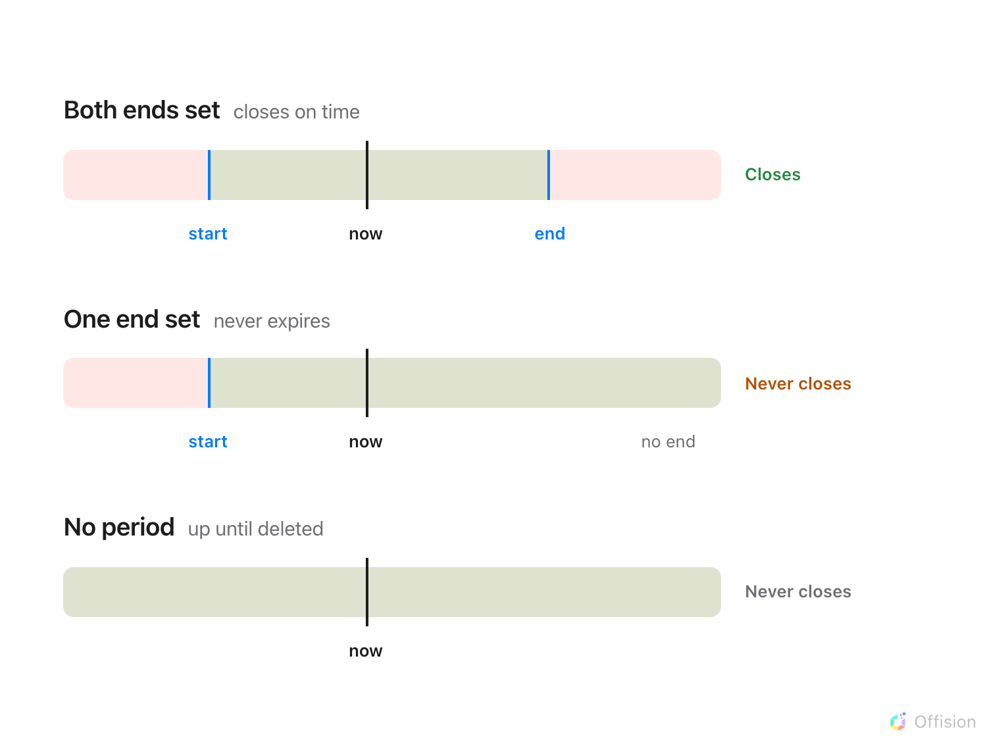 Both ends set closes on time
Closes
start now end
One end set never expires
Never closes
start now no end
No period up until deleted
Never closes
now
Offision